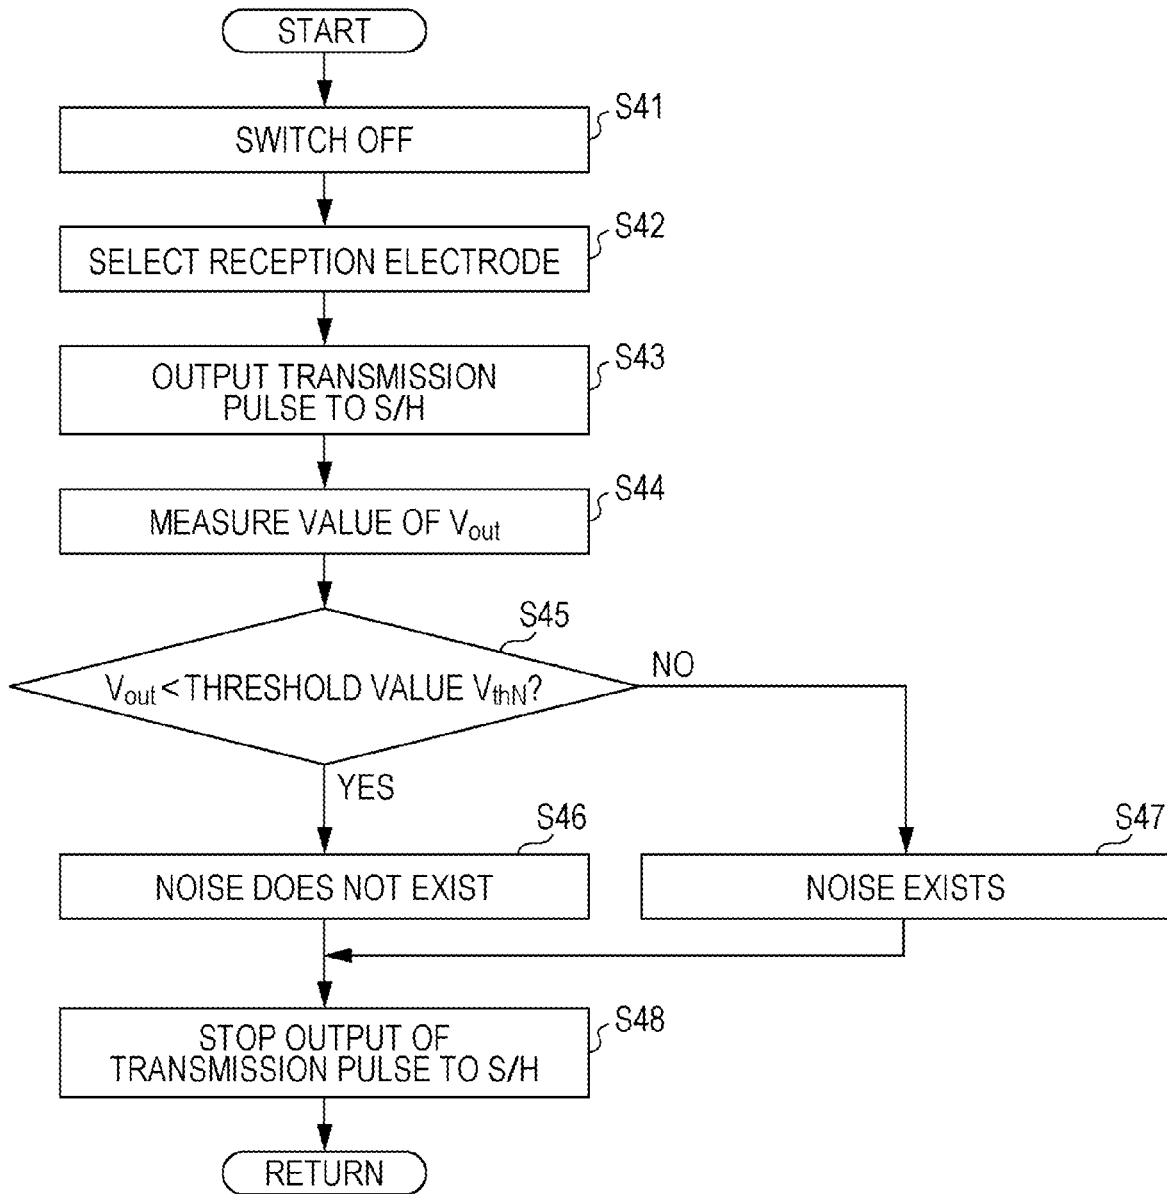 START
S41
SWITCH OFF
S42
SELECT RECEPTION ELECTRODE
S43
OUTPUT TRANSMISSION
PULSE TO S/H
S44
MEASURE VALUE OF Vout
S45
Vout < THRESHOLD VALUE VthN?
NO
YES
S46
NOISE DOES NOT EXIST
S47
NOISE EXISTS
S48
STOP OUTPUT OF
TRANSMISSION PULSE TO S/H
RETURN